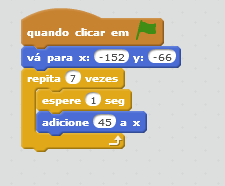 quando clicar em
vá para x: -152 y: -66
repita 7 vezes
espere 1 seg
adicione 45 a x